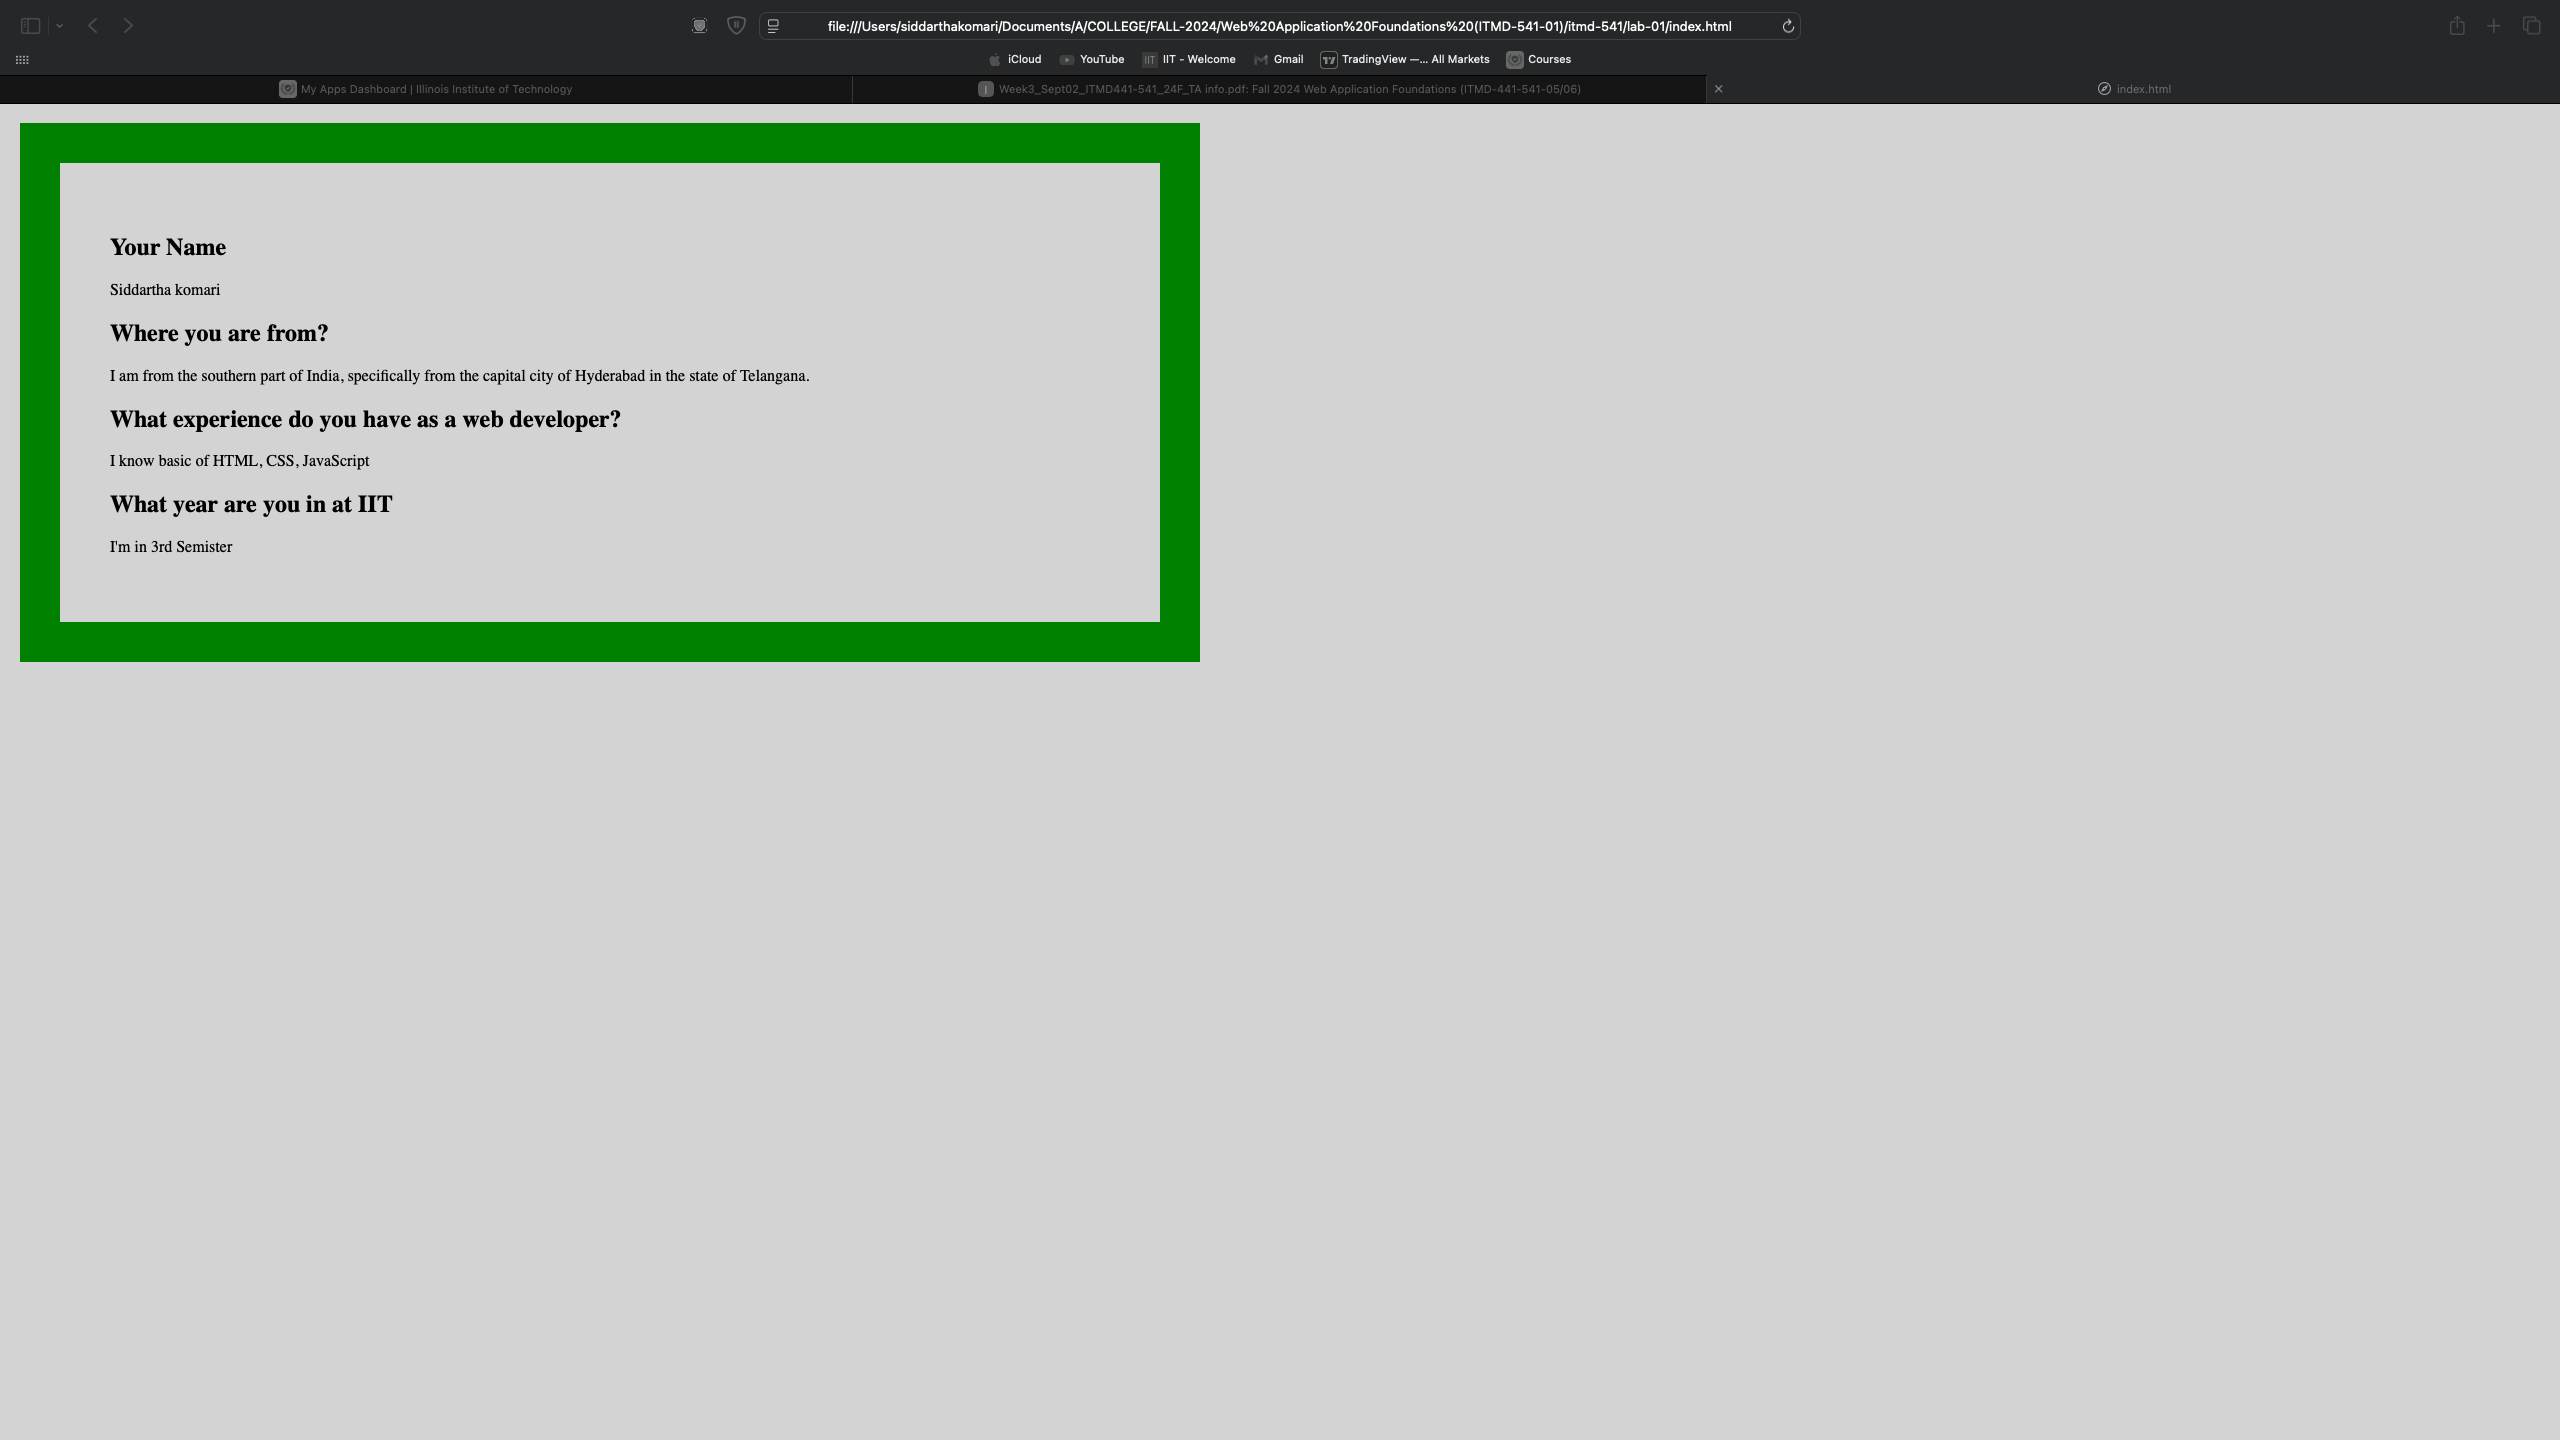 file:///Users/siddarthakomari/Documents/A/COLLEGE/FALL-2024/Web%20Application%20Foundations%20(ITMD-541-01)/itmd-541/lab-01/index.html
iCloud YouTube IIT IIT - Welcome Gmail TradingView —... All Markets Courses
My Apps Dashboard | Illinois Institute of Technology I Week3_Sept02_ITMD441-541_24F_TA info.pdf: Fall 2024 Web Application Foundations (ITMD-441-541-05/06) index.html
Your Name
Siddartha komari
Where you are from?
I am from the southern part of India, specifically from the capital city of Hyderabad in the state of Telangana.
What experience do you have as a web developer?
I know basic of HTML, CSS, JavaScript
What year are you in at IIT
I'm in 3rd Semister